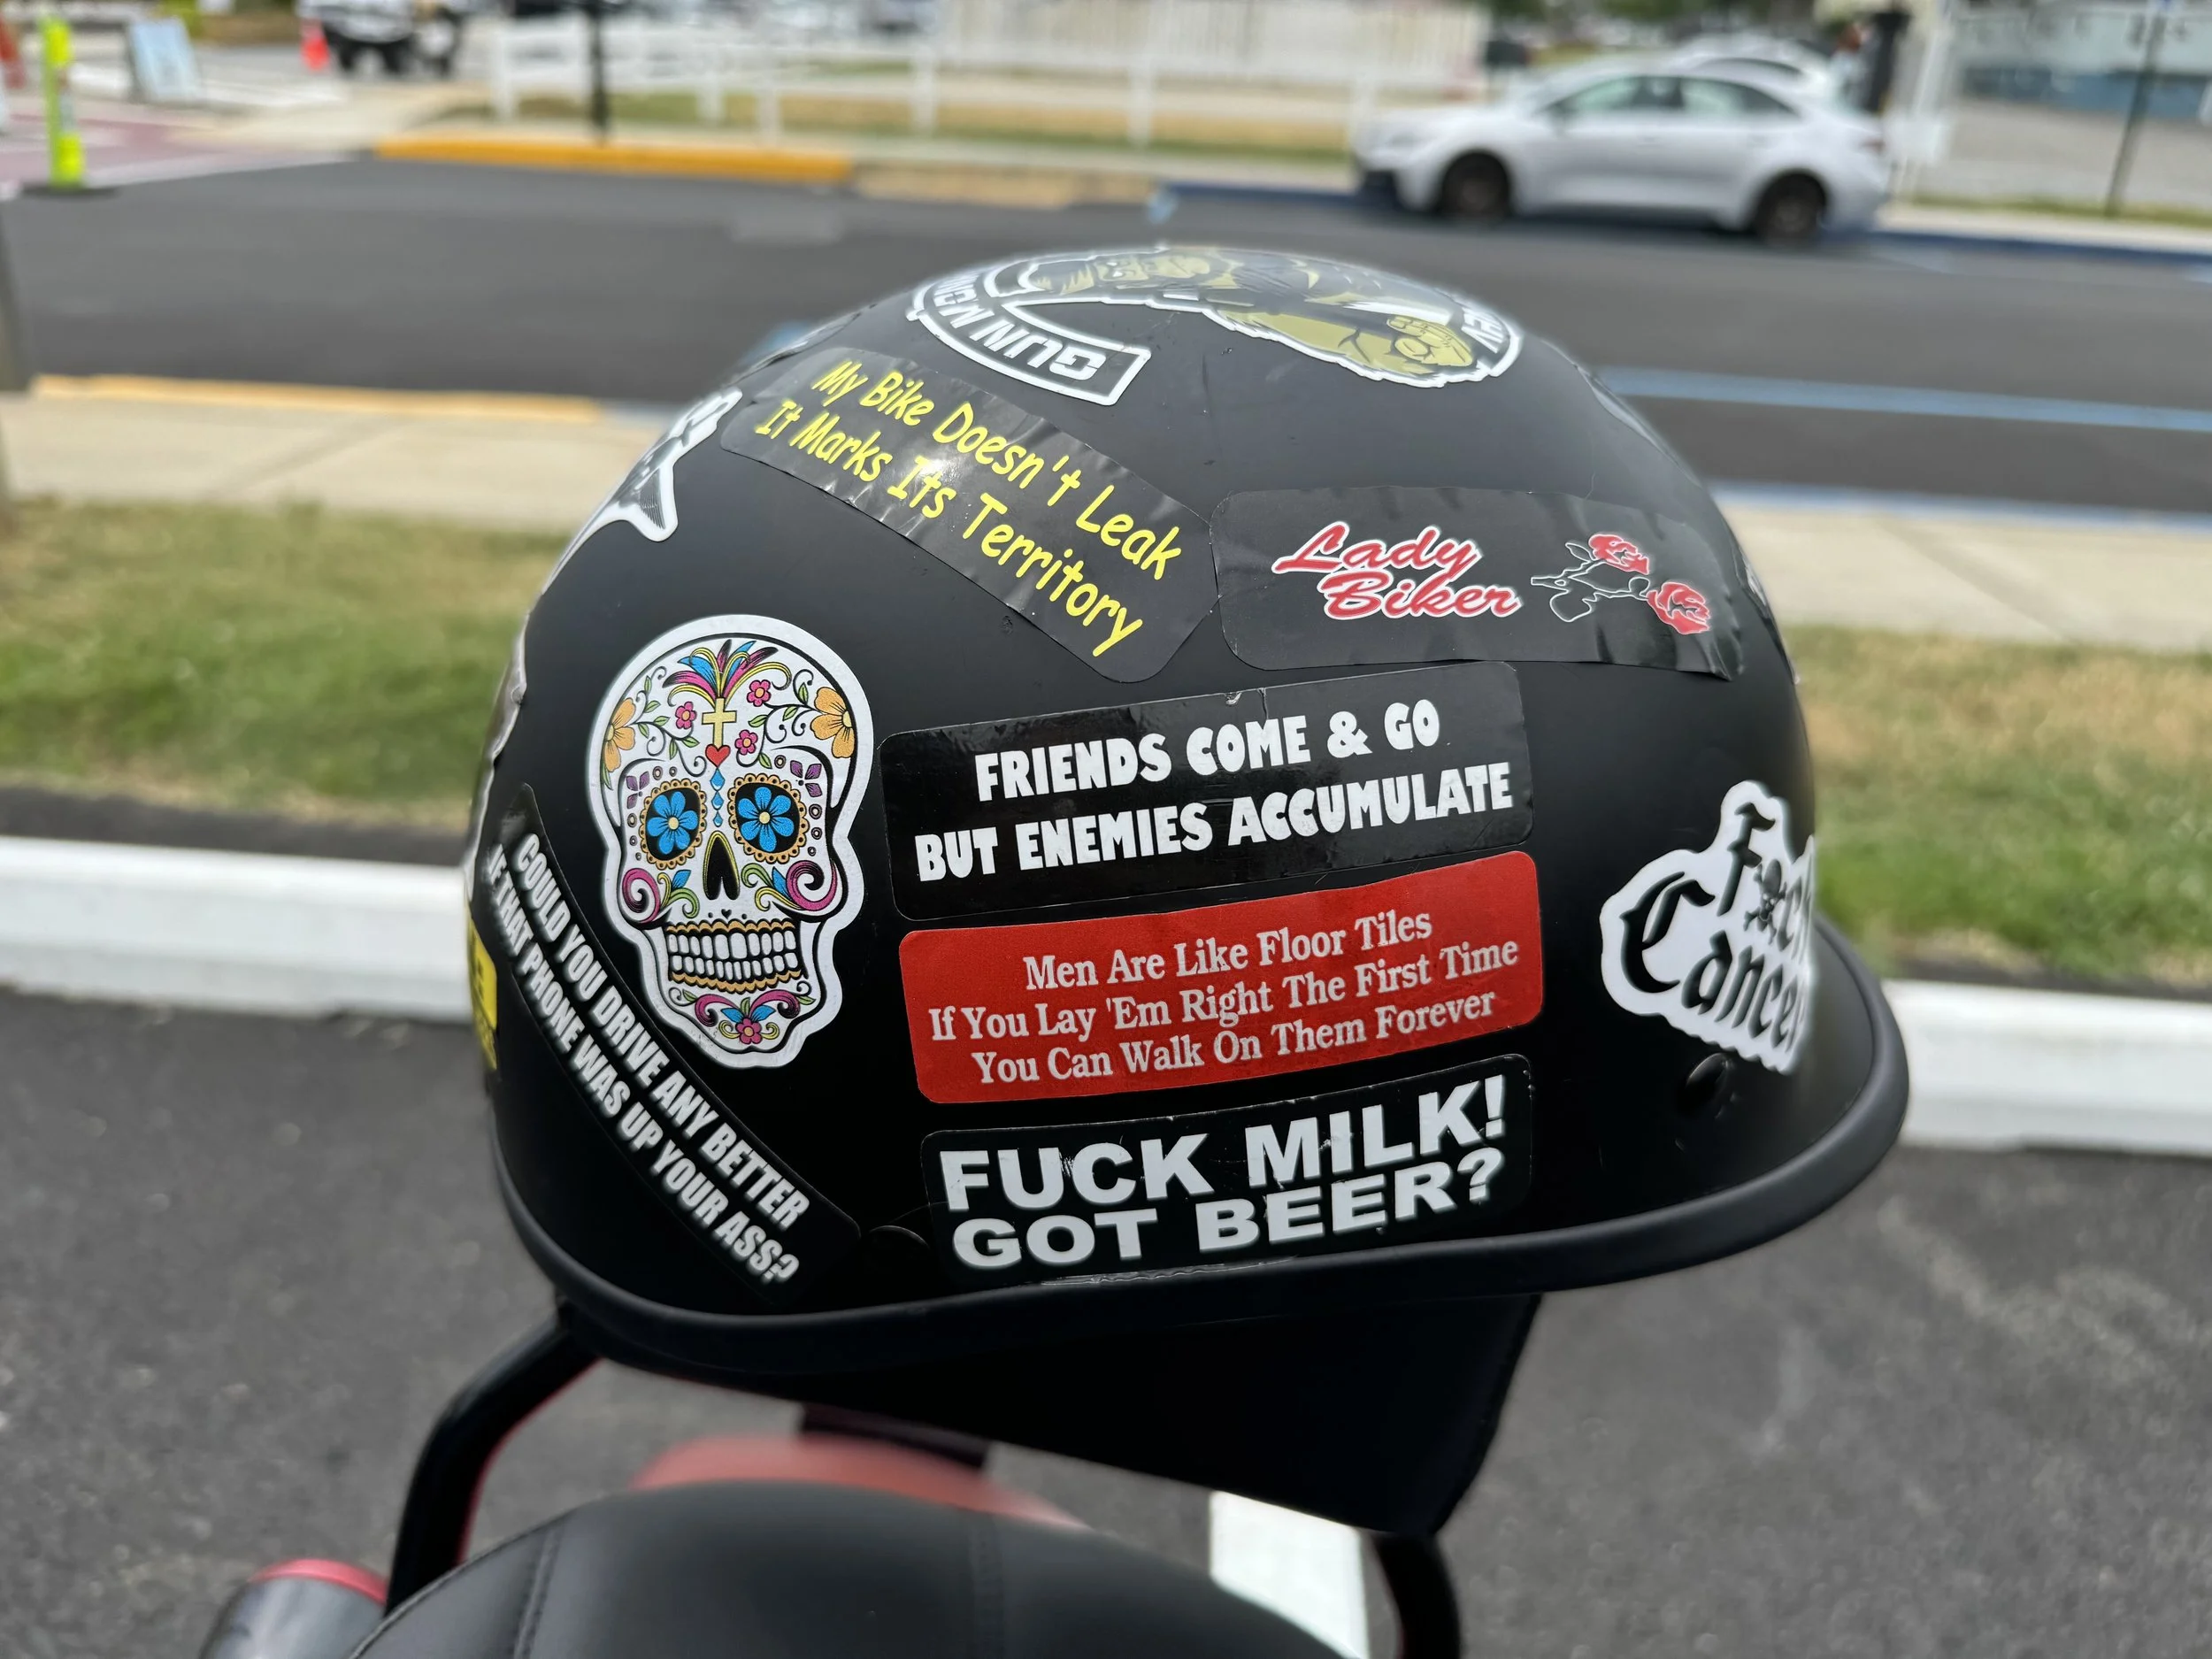 GUN
My Bike Doesn't Leak
It Marks Its Territory
Lady
Biker
FRIENDS COME & GO
BUT ENEMIES ACCUMULATE
Men Are Like Floor Tiles
If You Lay 'Em Right The First Time
You Can Walk On Them Forever
FUCK MILK!
GOT BEER?
COULD YOU DRIVE ANY BETTER
IF THAT PHONE WAS UP YOUR ASS?
Cancer